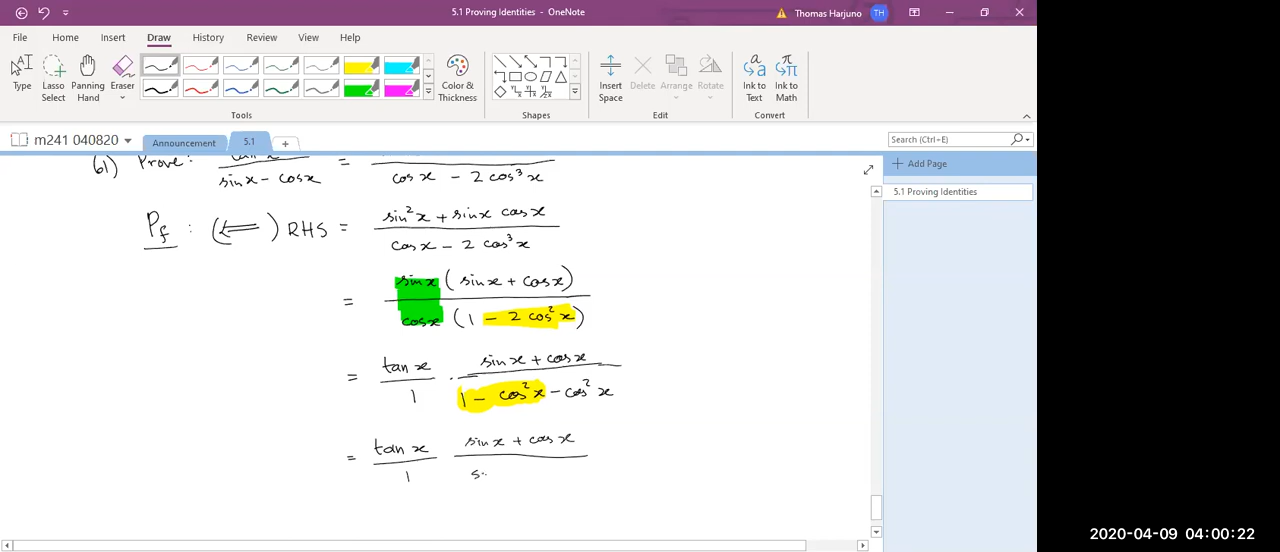 5.1 Proving Identities - OneNote
Thomas Harjuno TH
File Home Insert Draw History Review View Help
Type Lasso Select Panning Hand Eraser Color & Thickness Insert Space Delete Arrange Rotate Ink to Text Ink to Math
Tools Shapes Edit Convert
m241 040820 Announcement 5.1 Search (Ctrl+E)
Add Page
5.1 Proving Identities
61) Prove: tan x / (sin x - cos x) = / (cos x - 2 cos³ x)
Pf : (⇐) RHS = (sin² x + sin x cos x) / (cos x - 2 cos³ x)
= sin x (sin x + cos x) / cos x (1 - 2 cos² x)
= tan x / 1 · (sin x + cos x) / (1 - cos² x - cos² x)
= tan x / 1 (sin x + cos x) / s
2020-04-09 04:00:22